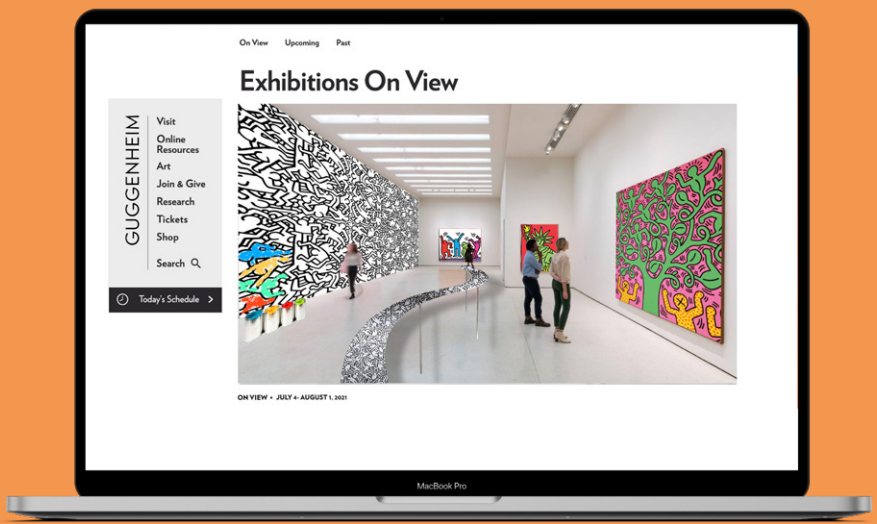 On View Upcoming Past
Exhibitions On View
GUGGENHEIM
Visit
Online
Resources
Art
Join & Give
Research
Tickets
Shop
Search
Today's Schedule
ON VIEW • JULY 4- AUGUST 1, 2021
MacBook Pro